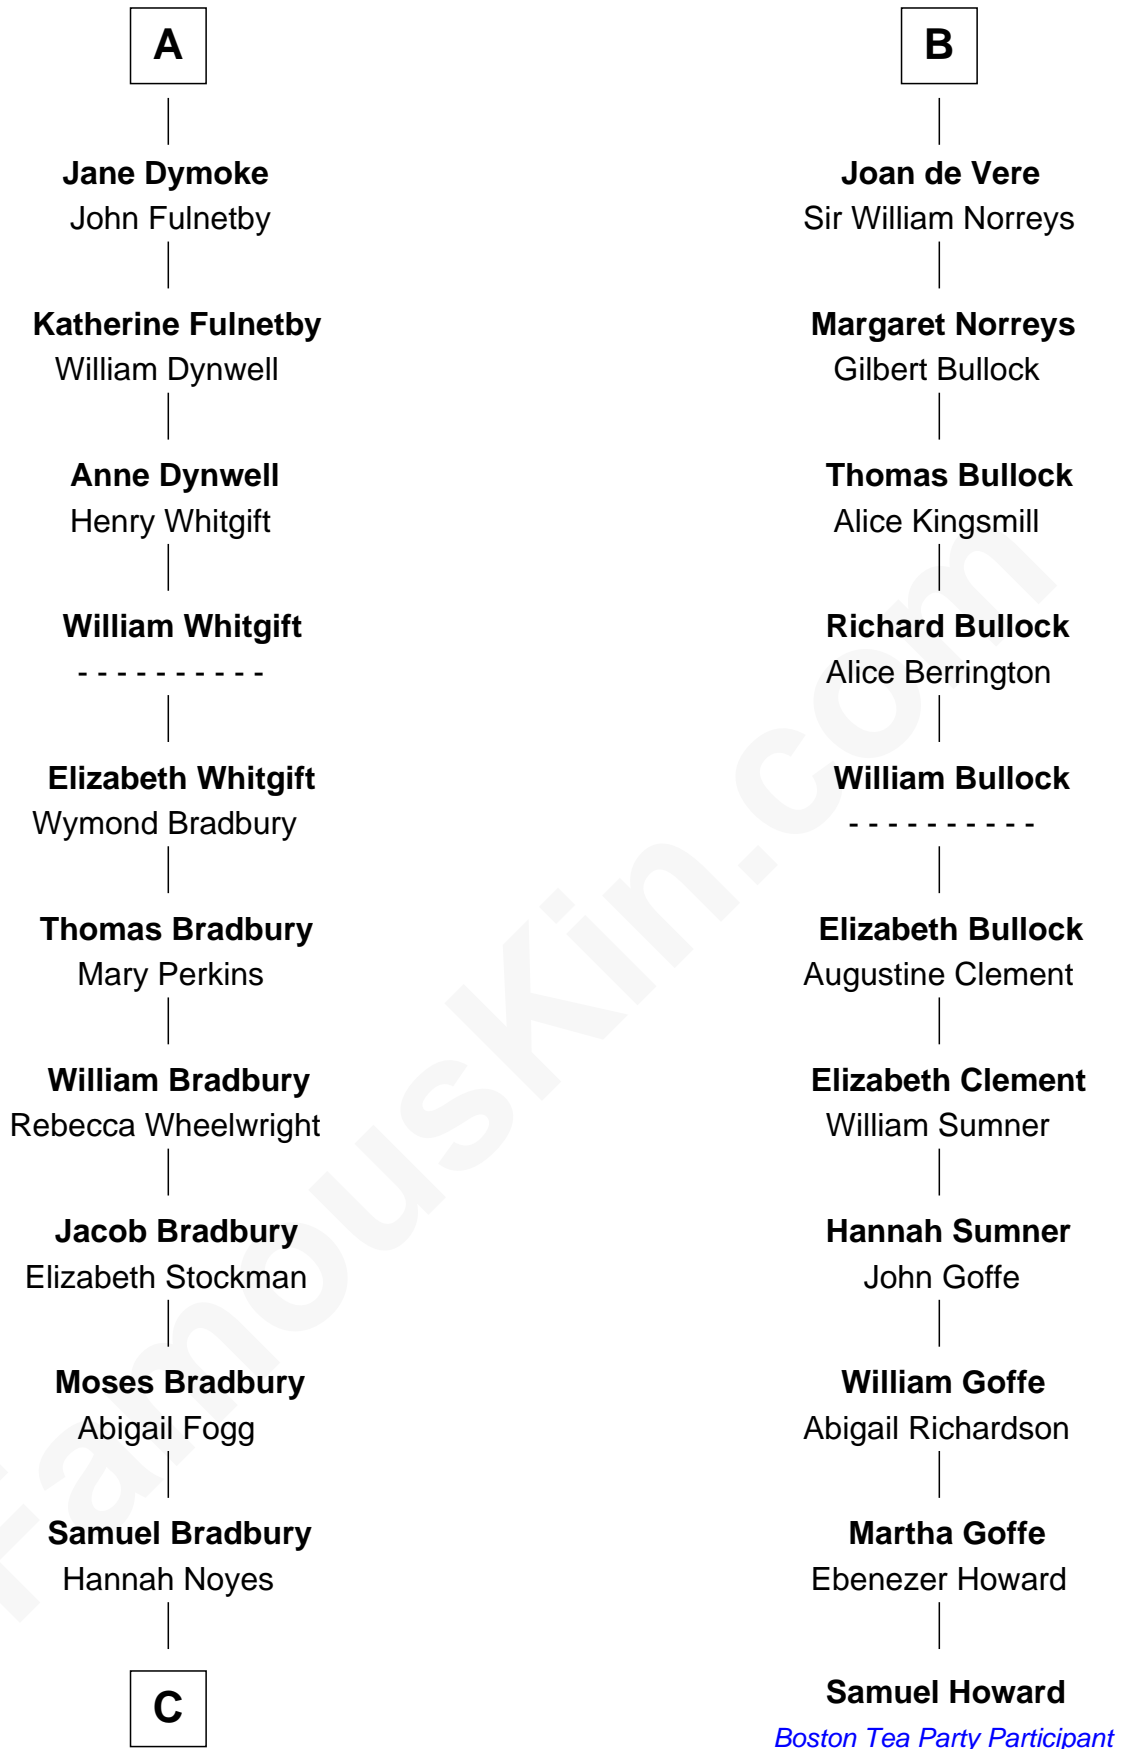 A
Jane Dymoke
John Fulnetby
Katherine Fulnetby
William Dynwell
Anne Dynwell
Henry Whitgift
William Whitgift
- - - - - - - - - -
Elizabeth Whitgift
Wymond Bradbury
Thomas Bradbury
Mary Perkins
William Bradbury
Rebecca Wheelwright
Jacob Bradbury
Elizabeth Stockman
Moses Bradbury
Abigail Fogg
Samuel Bradbury
Hannah Noyes
C
B
Joan de Vere
Sir William Norreys
Margaret Norreys
Gilbert Bullock
Thomas Bullock
Alice Kingsmill
Richard Bullock
Alice Berrington
William Bullock
- - - - - - - - - -
Elizabeth Bullock
Augustine Clement
Elizabeth Clement
William Sumner
Hannah Sumner
John Goffe
William Goffe
Abigail Richardson
Martha Goffe
Ebenezer Howard
Samuel Howard
Boston Tea Party Participant
FamousKin.com